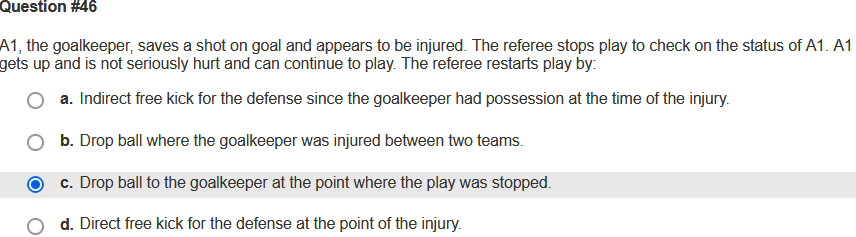 Question #46
A1, the goalkeeper, saves a shot on goal and appears to be injured. The referee stops play to check on the status of A1. A1
gets up and is not seriously hurt and can continue to play. The referee restarts play by:
a. Indirect free kick for the defense since the goalkeeper had possession at the time of the injury.
b. Drop ball where the goalkeeper was injured between two teams.
c. Drop ball to the goalkeeper at the point where the play was stopped.
d. Direct free kick for the defense at the point of the injury.